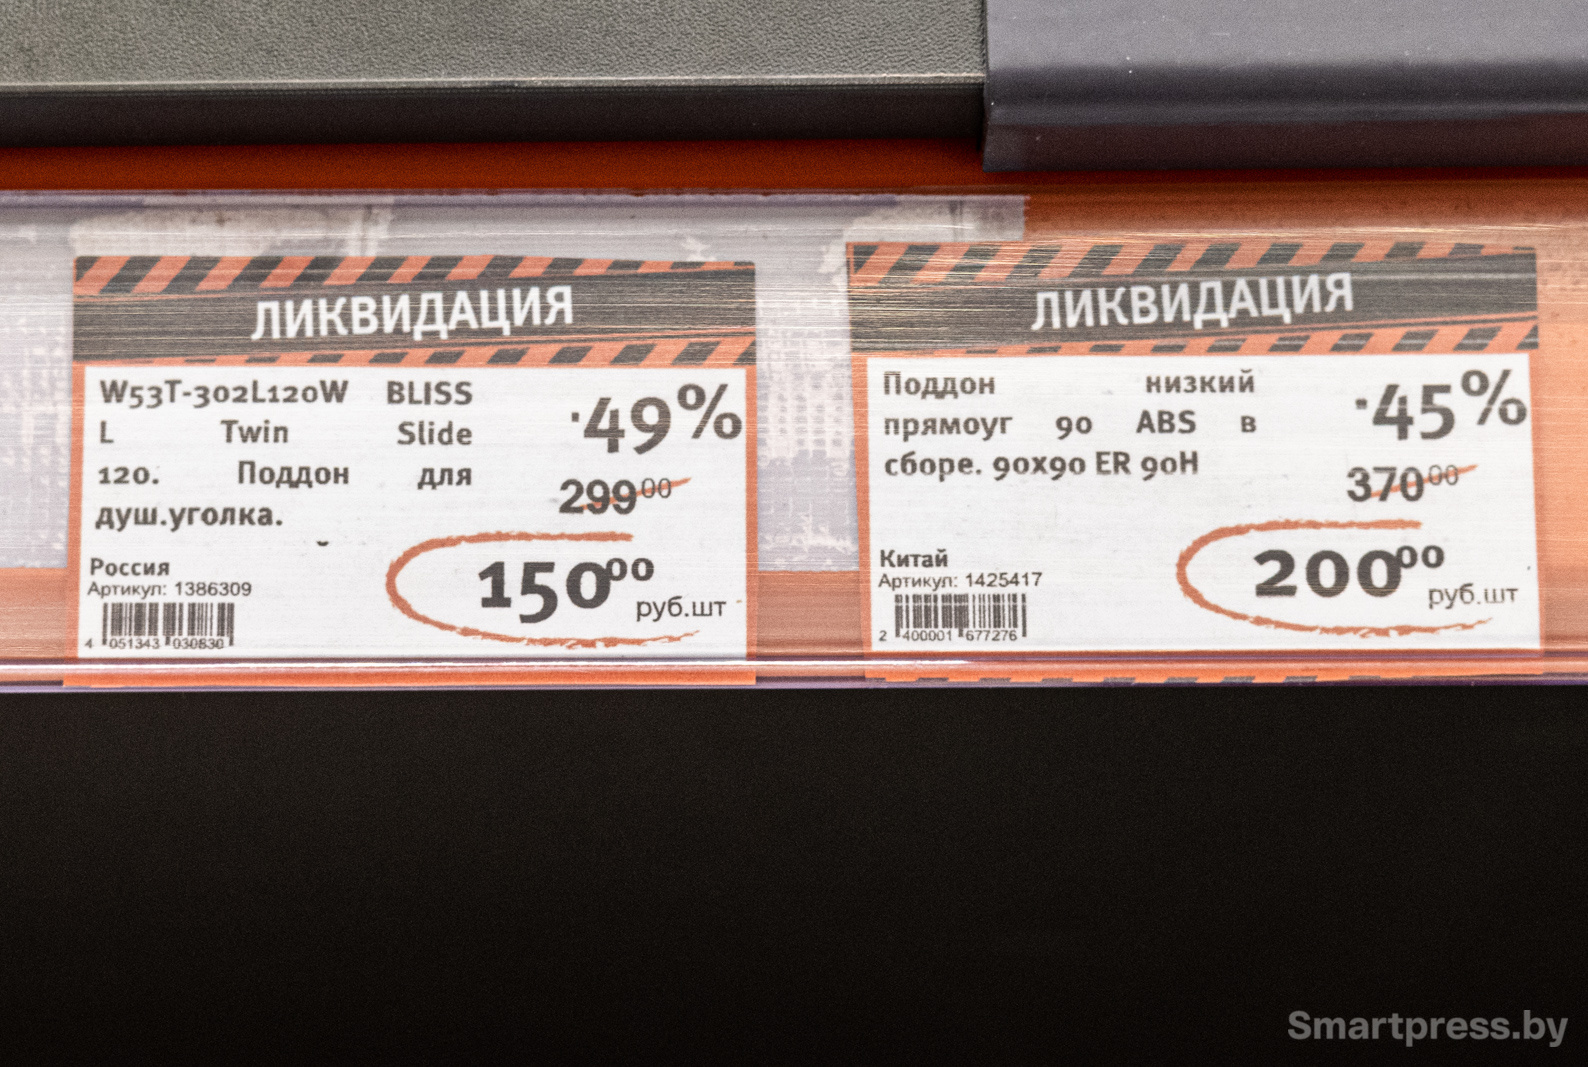 ЛИКВИДАЦИЯ
W53T-302L120W BLISS
L Twin Slide
120. Поддон для
душ.уголка.
-49%
299⁰⁰
150⁰⁰
руб.шт
Россия
Артикул: 1386309
4 051343 030830
ЛИКВИДАЦИЯ
Поддон низкий
прямоуг 90 ABS в
сборе. 90х90 ER 90H
-45%
370⁰⁰
200⁰⁰
руб.шт
Китай
Артикул: 1425417
2 400001 677276
Smartpress.by